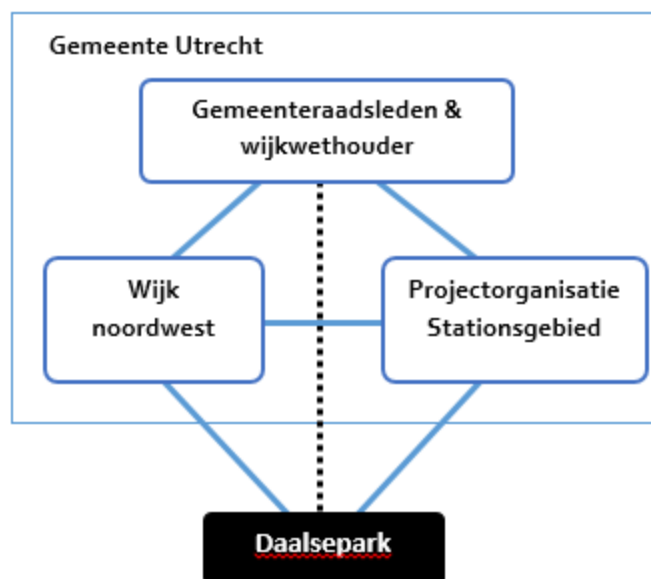 Gemeente Utrecht
Gemeenteraadsleden &
wijkwethouder
Wijk
noordwest
Projectorganisatie
Stationsgebied
Daalsepark